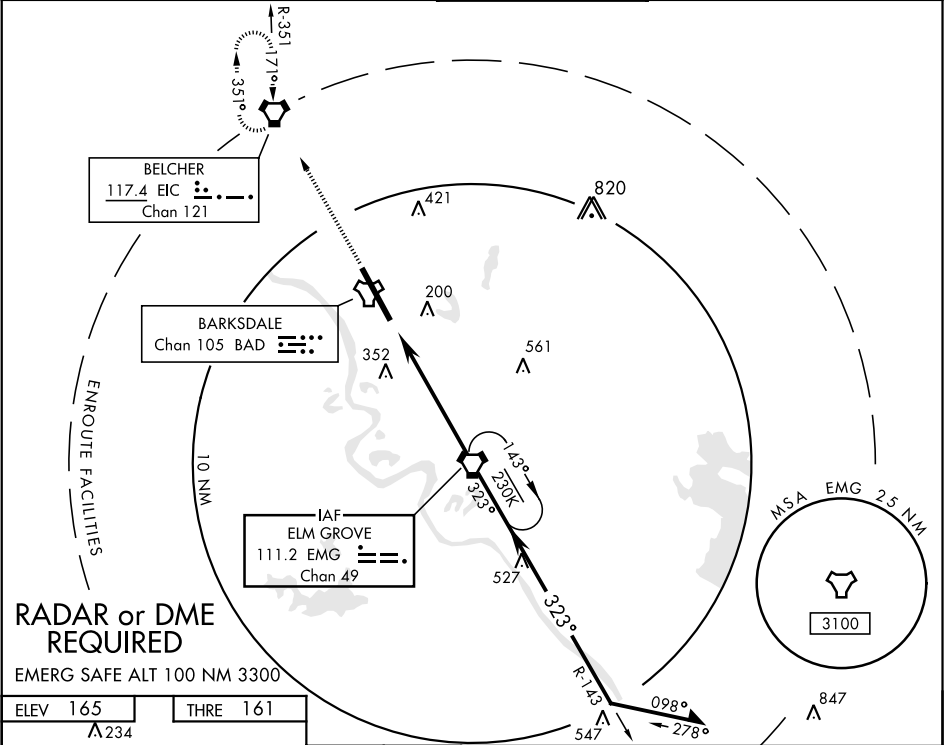 R-351
171°
351°
BELCHER
117.4 EIC
Chan 121
421
820
BARKSDALE
Chan 105 BAD
200
352
561
ENROUTE FACILITIES
10 NM
143°
230K
323°
IAF
ELM GROVE
111.2 EMG
Chan 49
527
323°
MSA EMG 25 NM
3100
RADAR or DME
REQUIRED
EMERG SAFE ALT 100 NM 3300
R-143
098°
278°
547
847
ELEV 165
THRE 161
234